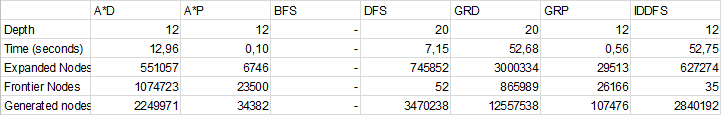 A*D A*P BFS DFS GRD GRP IDDFS
Depth 12 12 - 20 20 12 12
Time (seconds) 12,96 0,10 - 7,15 52,68 0,56 52,75
Expanded Nodes 551057 6746 - 745852 3000334 29513 627274
Frontier Nodes 1074723 23500 - 52 865989 26166 35
Generated nodes 2249971 34382 - 3470238 12557538 107476 2840192